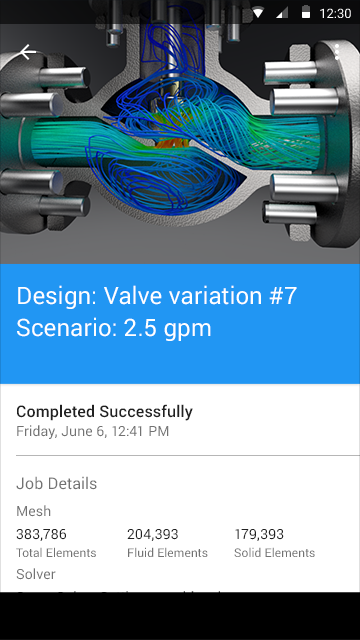 12:30
Design: Valve variation #7
Scenario: 2.5 gpm
Completed Successfully
Friday, June 6, 12:41 PM
Job Details
Mesh
383,786 204,393 179,393
Total Elements Fluid Elements Solid Elements
Solver